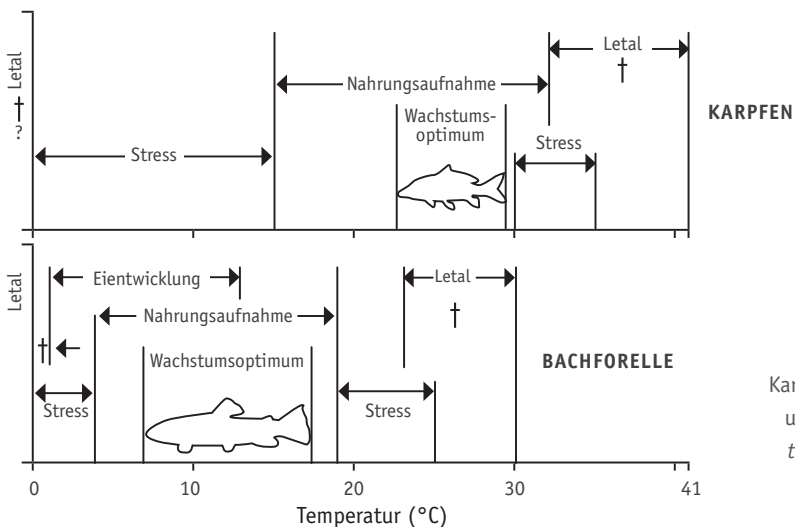 Letal
Nahrungsaufnahme
† Letal
?
†
KARPFEN
Wachstums-
optimum
Stress
Stress
Letal
Eientwicklung
Letal
Nahrungsaufnahme
†
†
Wachstumsoptimum
BACHFORELLE
Stress
Stress
Kar
u
t
0
10
20
30
41
Temperatur (°C)